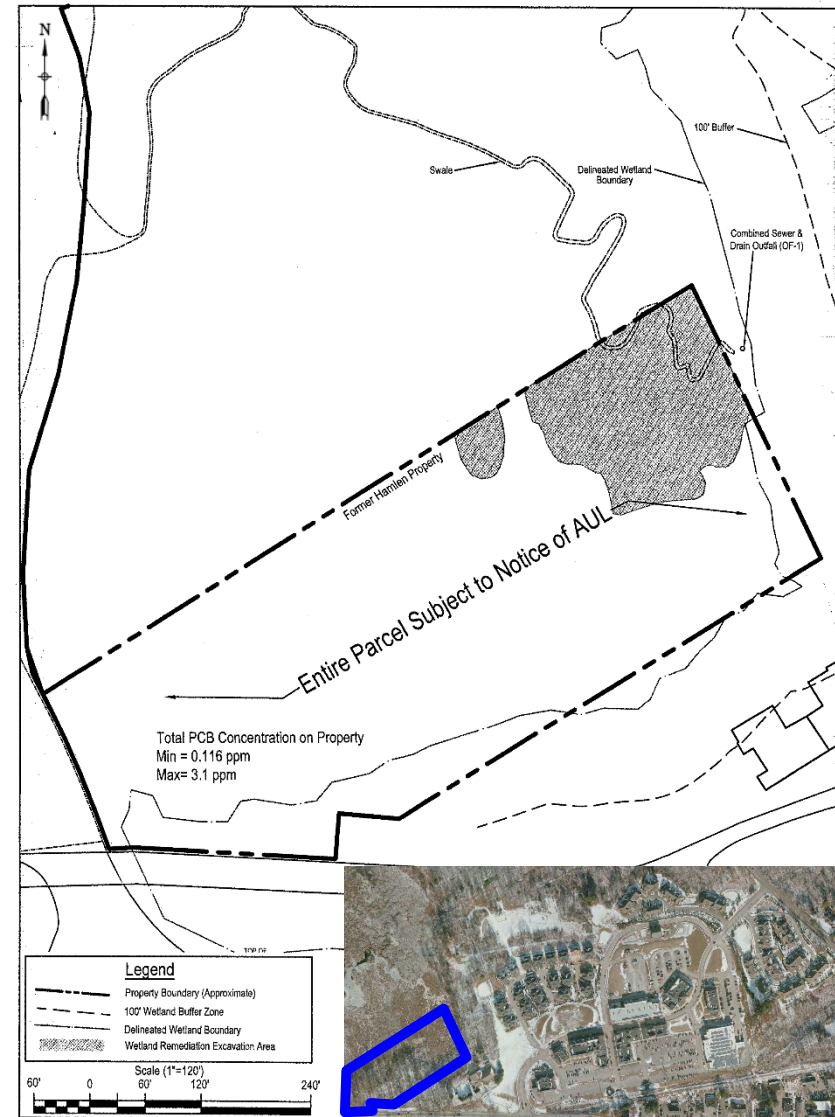 N
100' Buffer
Swale
Delineated Wetland
Boundary
Combined Sewer &
Drain Outfall (OF-1)
Former Hamlen Property
Entire Parcel Subject to Notice of AUL
Total PCB Concentration on Property
Min = 0.116 ppm
Max= 3.1 ppm
Legend
Property Boundary (Approximate)
100' Wetland Buffer Zone
Delineated Wetland Boundary
Wetland Remediation Excavation Area
Scale (1"=120')
60' 0 60' 120' 240'